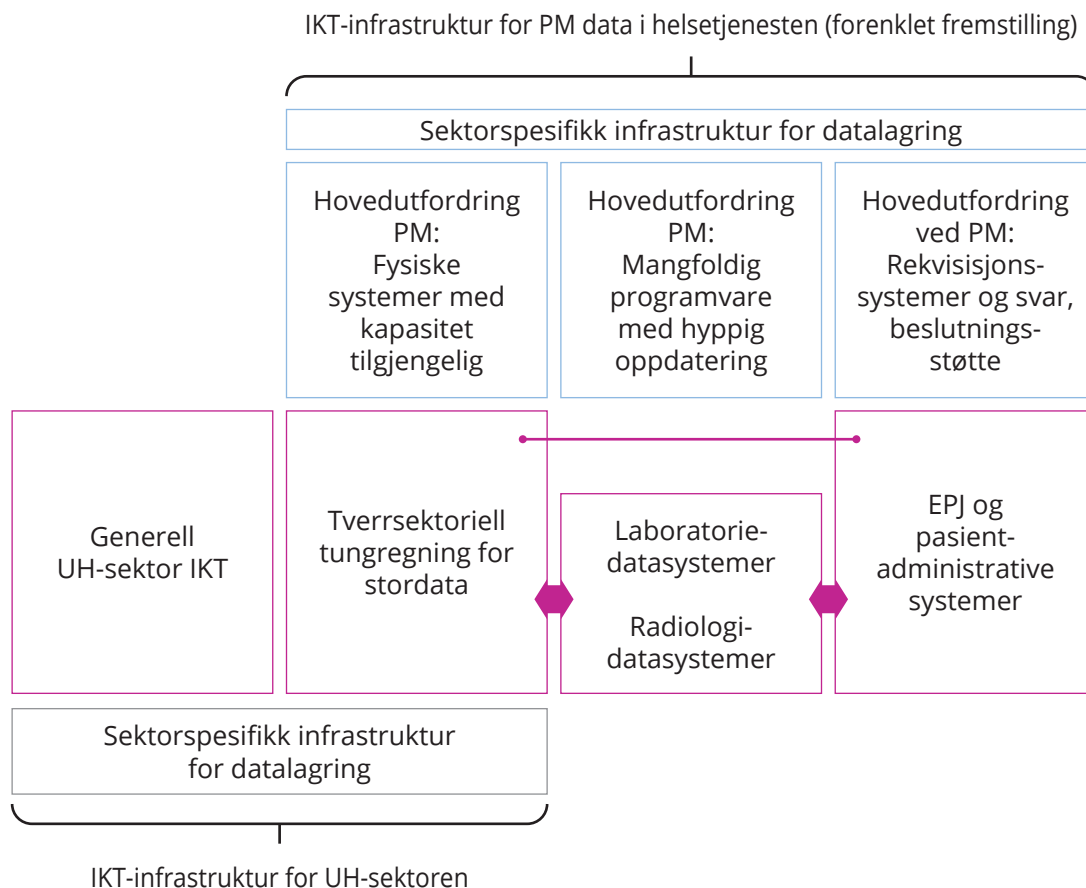 IKT-infrastruktur for PM data i helsetjenesten (forenklet fremstilling)
Sektorspesifikk infrastruktur for datalagring
Hovedutfordring
PM:
Fysiske
systemer med
kapasitet
tilgjengelig
Hovedutfordring
PM:
Mangfoldig
programvare
med hyppig
oppdatering
Hovedutfordring
ved PM:
Rekvisisjons-
systemer og svar,
beslutnings-
støtte
Generell
UH-sektor IKT
Tverrsektoriell
tungregning for
stordata
Laboratorie-
datasystemer
Radiologi-
datasystemer
EPJ og
pasient-
administrative
systemer
Sektorspesifikk infrastruktur
for datalagring
IKT-infrastruktur for UH-sektoren